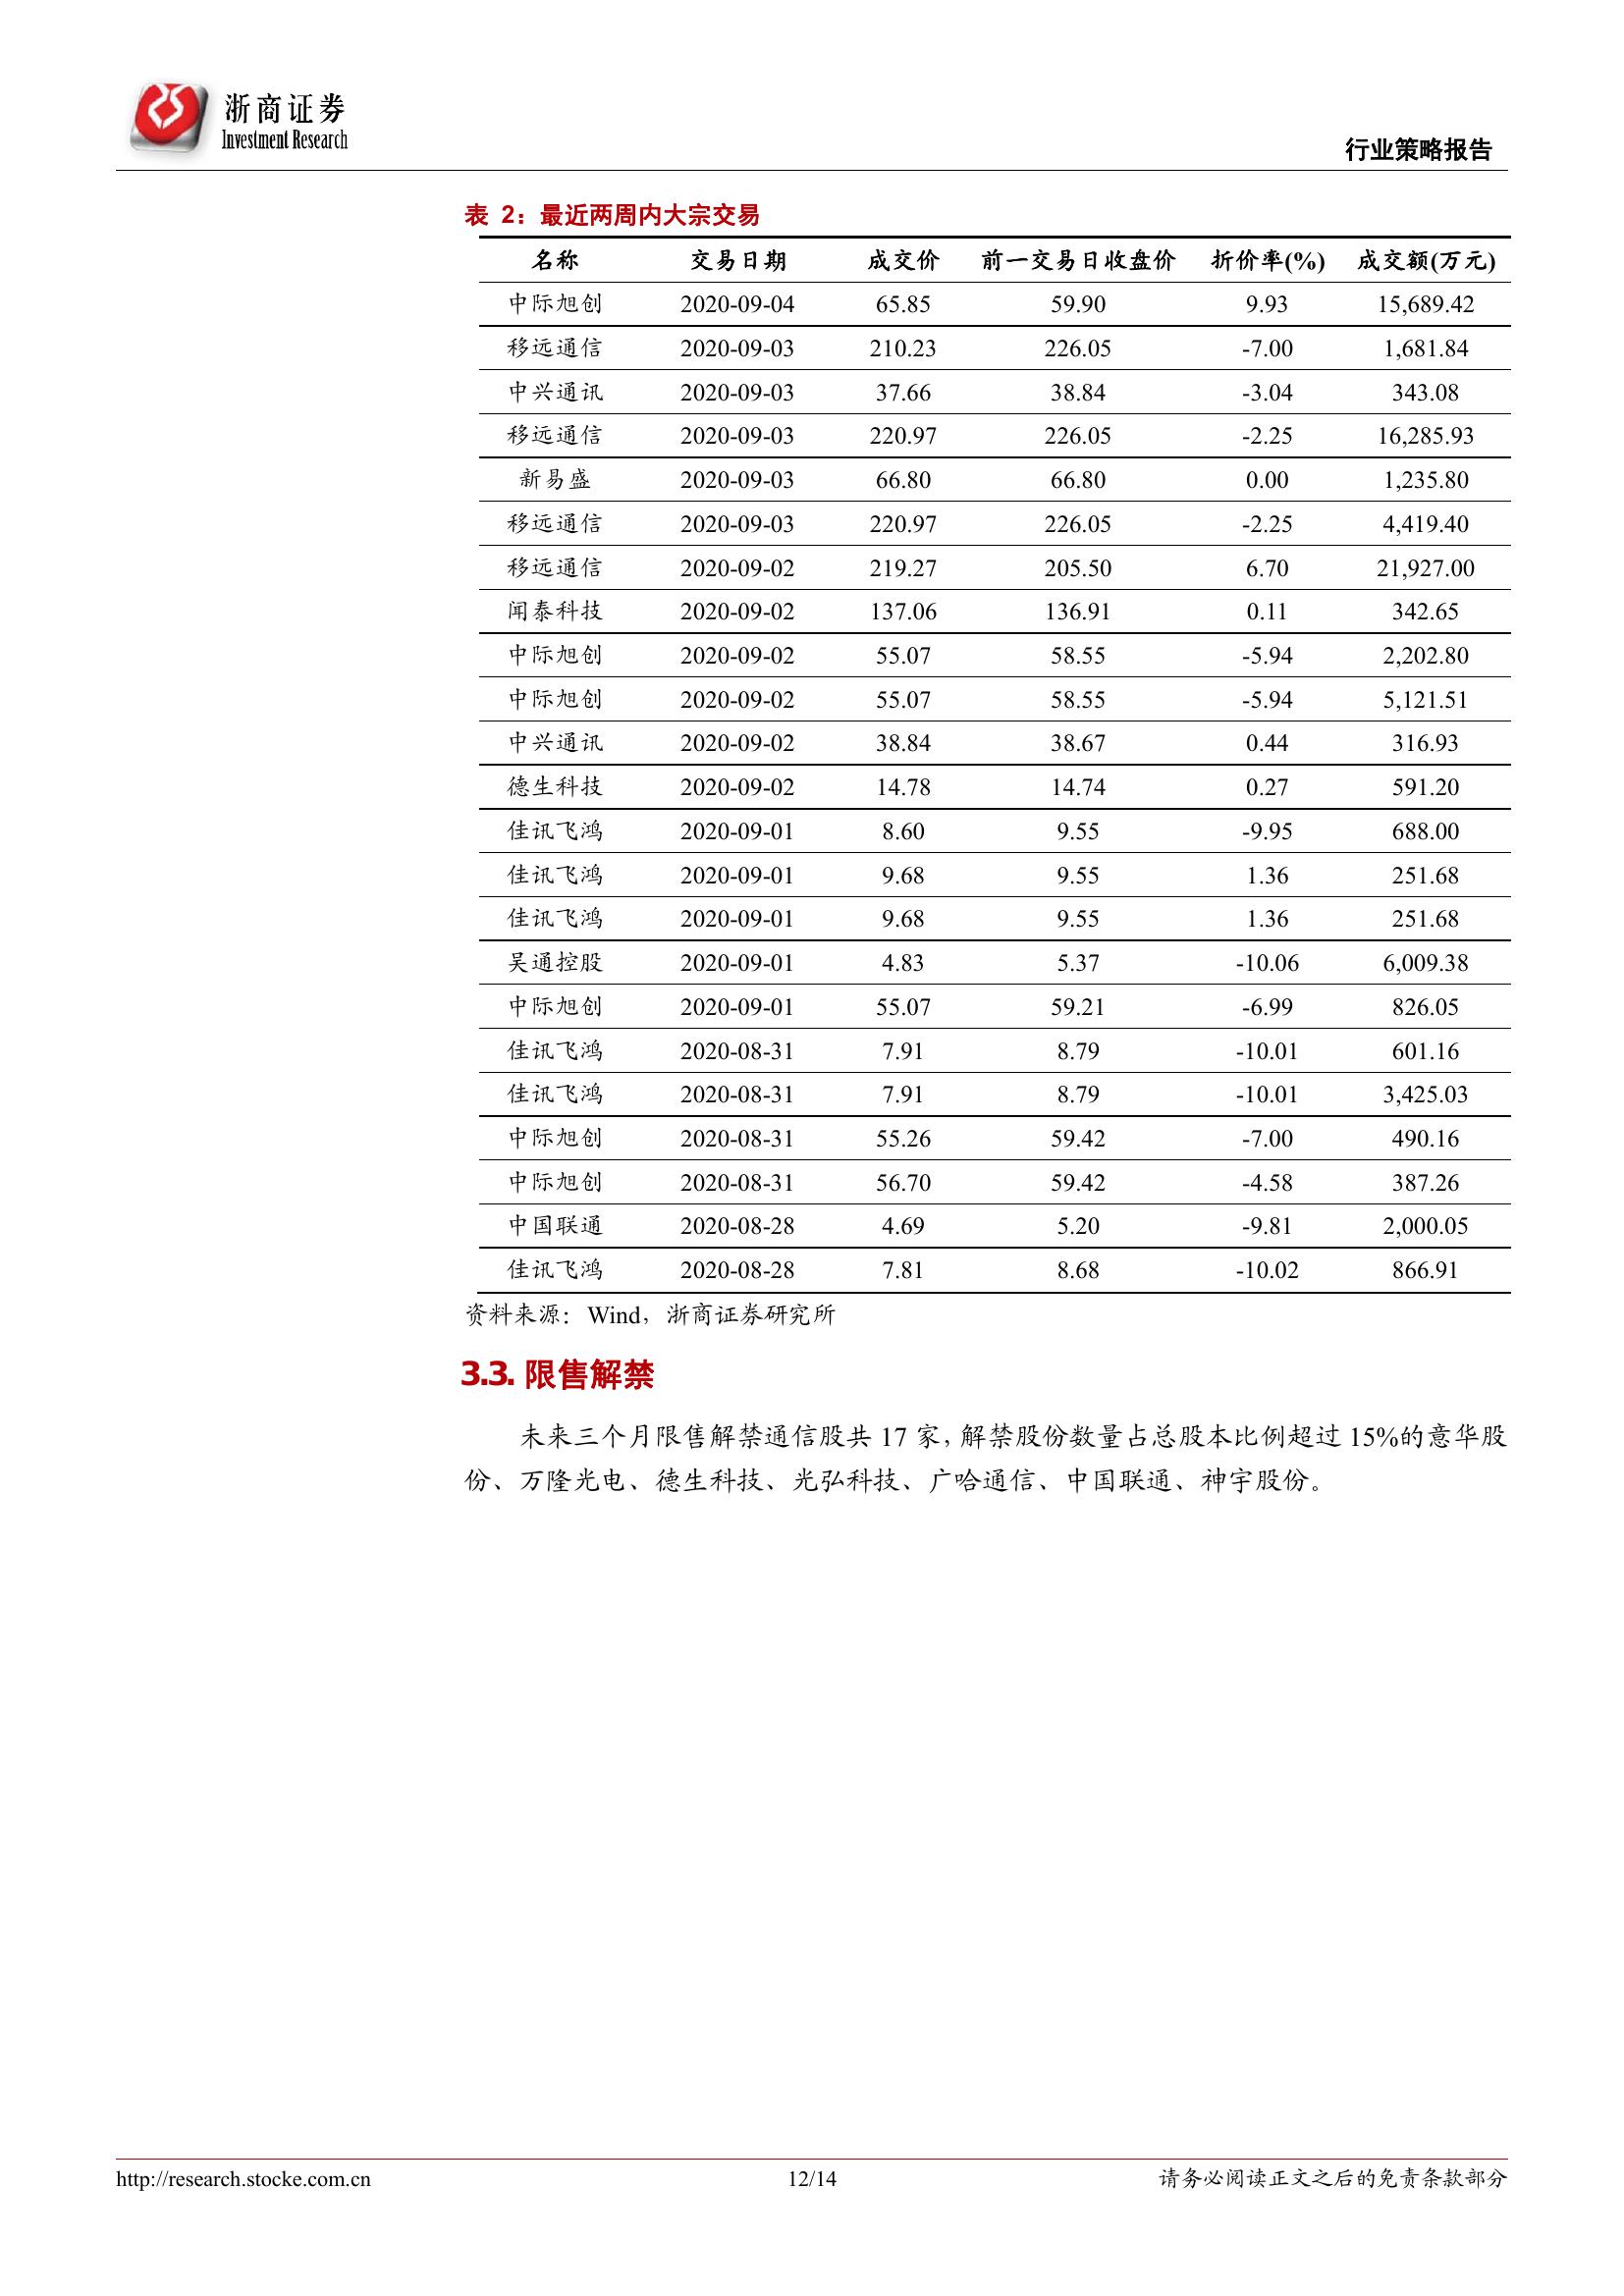 浙商证券
Investment Research
行业策略报告
表 2：最近两周内大宗交易
名称 交易日期 成交价 前一交易日收盘价 折价率(%) 成交额(万元)
中际旭创 2020-09-04 65.85 59.90 9.93 15,689.42
移远通信 2020-09-03 210.23 226.05 -7.00 1,681.84
中兴通讯 2020-09-03 37.66 38.84 -3.04 343.08
移远通信 2020-09-03 220.97 226.05 -2.25 16,285.93
新易盛 2020-09-03 66.80 66.80 0.00 1,235.80
移远通信 2020-09-03 220.97 226.05 -2.25 4,419.40
移远通信 2020-09-02 219.27 205.50 6.70 21,927.00
闻泰科技 2020-09-02 137.06 136.91 0.11 342.65
中际旭创 2020-09-02 55.07 58.55 -5.94 2,202.80
中际旭创 2020-09-02 55.07 58.55 -5.94 5,121.51
中兴通讯 2020-09-02 38.84 38.67 0.44 316.93
德生科技 2020-09-02 14.78 14.74 0.27 591.20
佳讯飞鸿 2020-09-01 8.60 9.55 -9.95 688.00
佳讯飞鸿 2020-09-01 9.68 9.55 1.36 251.68
佳讯飞鸿 2020-09-01 9.68 9.55 1.36 251.68
吴通控股 2020-09-01 4.83 5.37 -10.06 6,009.38
中际旭创 2020-09-01 55.07 59.21 -6.99 826.05
佳讯飞鸿 2020-08-31 7.91 8.79 -10.01 601.16
佳讯飞鸿 2020-08-31 7.91 8.79 -10.01 3,425.03
中际旭创 2020-08-31 55.26 59.42 -7.00 490.16
中际旭创 2020-08-31 56.70 59.42 -4.58 387.26
中国联通 2020-08-28 4.69 5.20 -9.81 2,000.05
佳讯飞鸿 2020-08-28 7.81 8.68 -10.02 866.91
资料来源：Wind，浙商证券研究所
3.3. 限售解禁
未来三个月限售解禁通信股共 17 家，解禁股份数量占总股本比例超过 15%的意华股
份、万隆光电、德生科技、光弘科技、广哈通信、中国联通、神宇股份。
http://research.stocke.com.cn 12/14 请务必阅读正文之后的免责条款部分